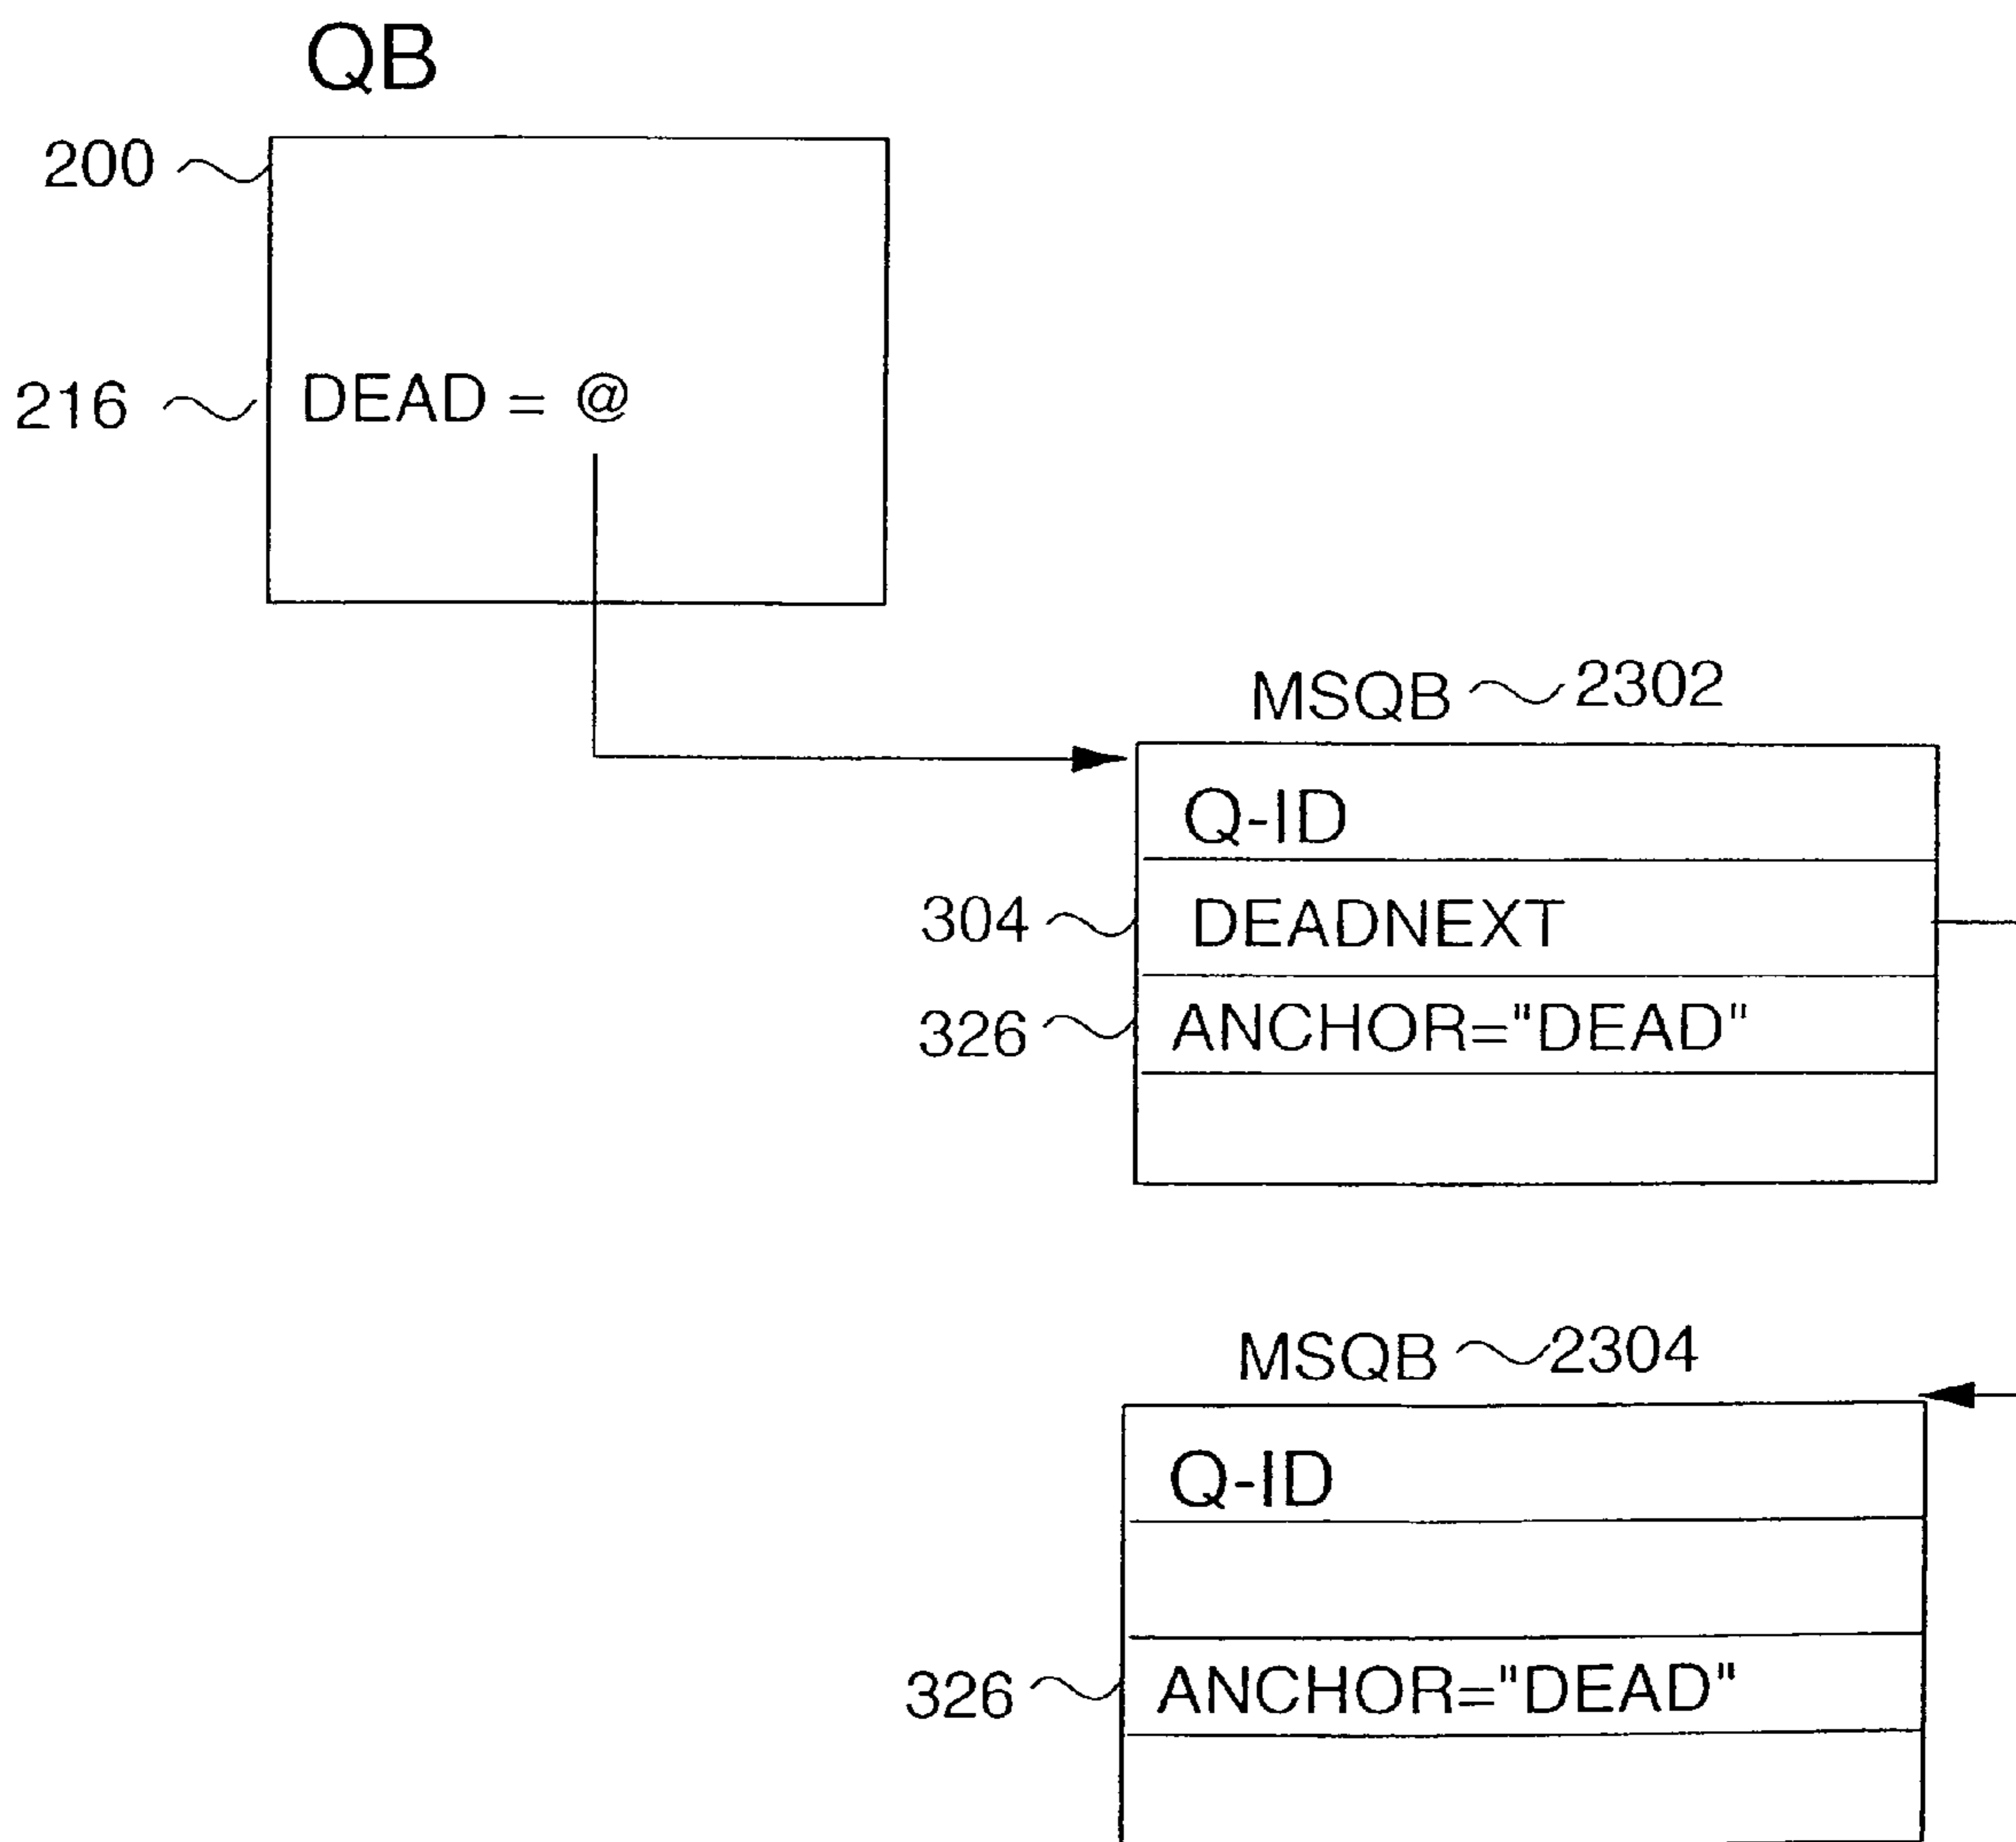 QB
200
216 DEAD = @
MSQB 2302
Q-ID
304 DEADNEXT
326 ANCHOR="DEAD"
MSQB 2304
Q-ID
326 ANCHOR="DEAD"